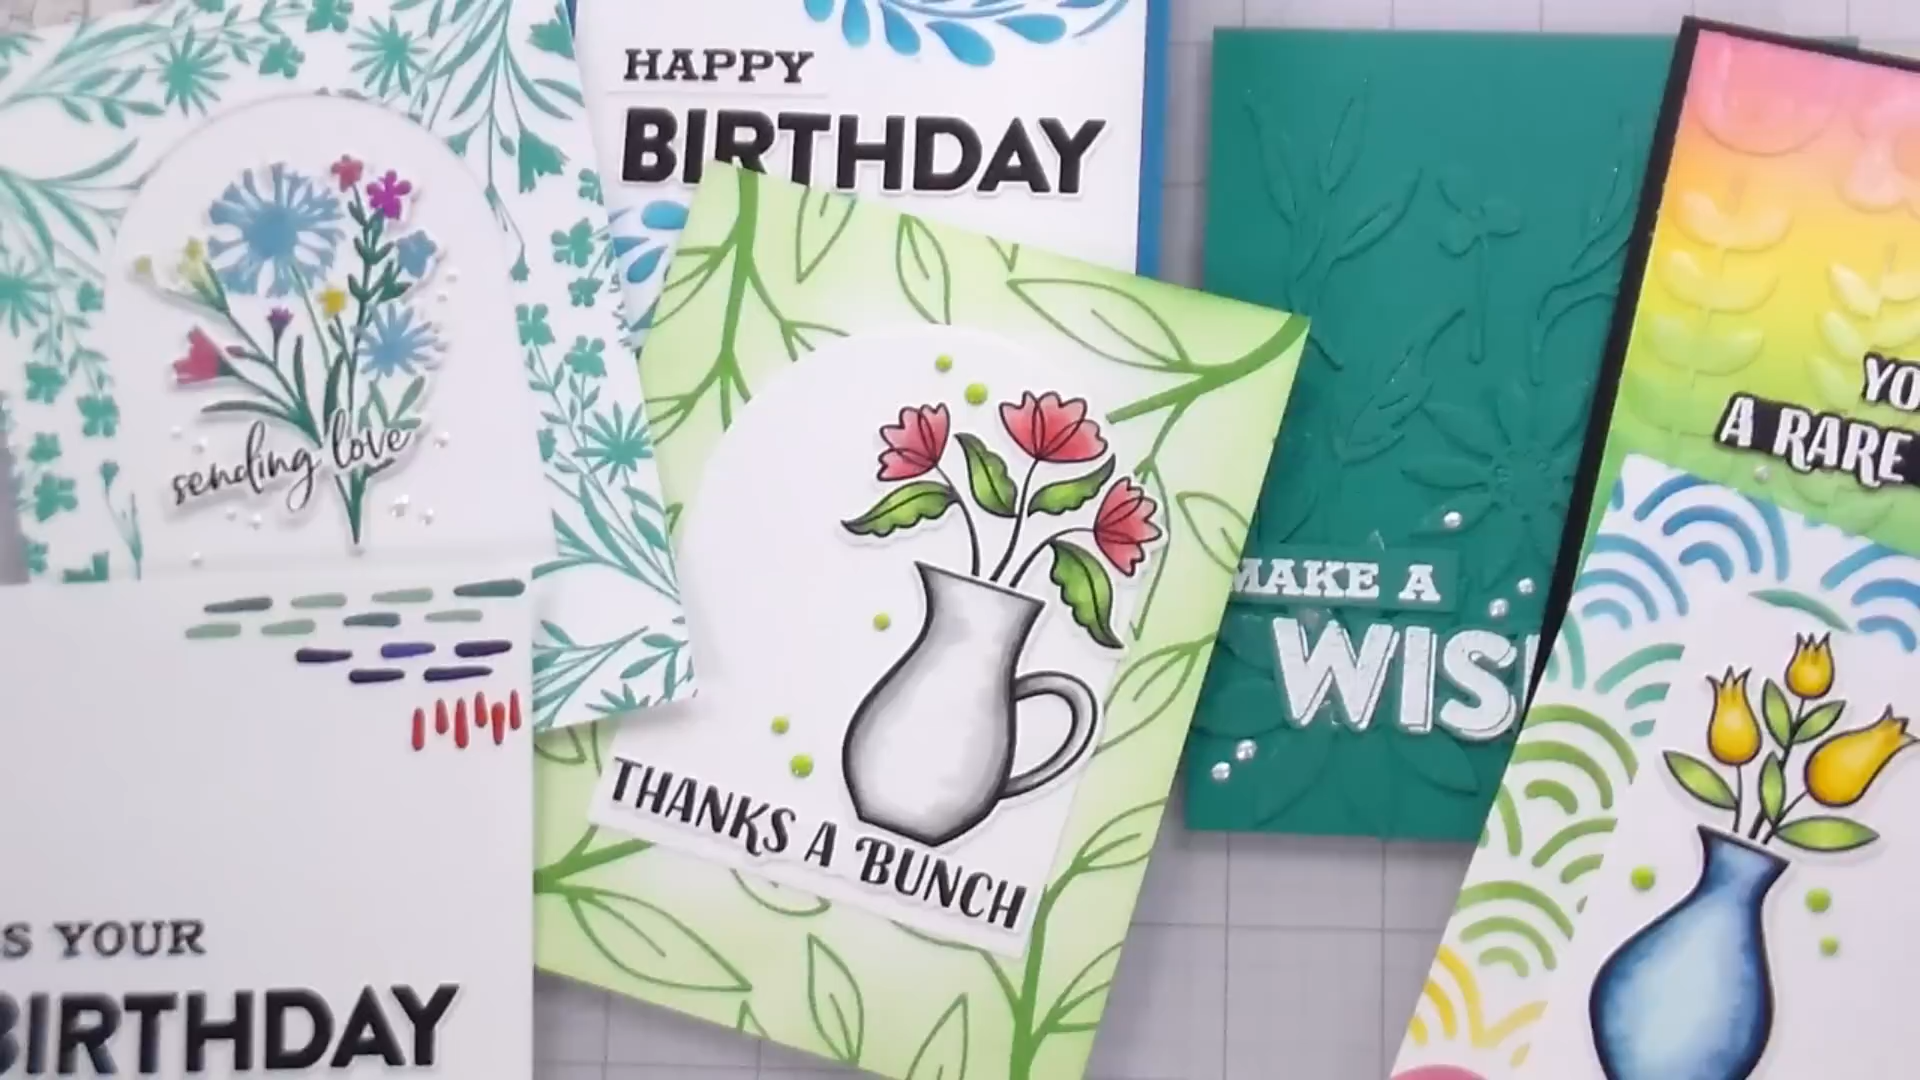 HAPPY
BIRTHDAY
sending love
THANKS A BUNCH
MAKE A
WIS
YO
A RARE
S YOUR
BIRTHDAY